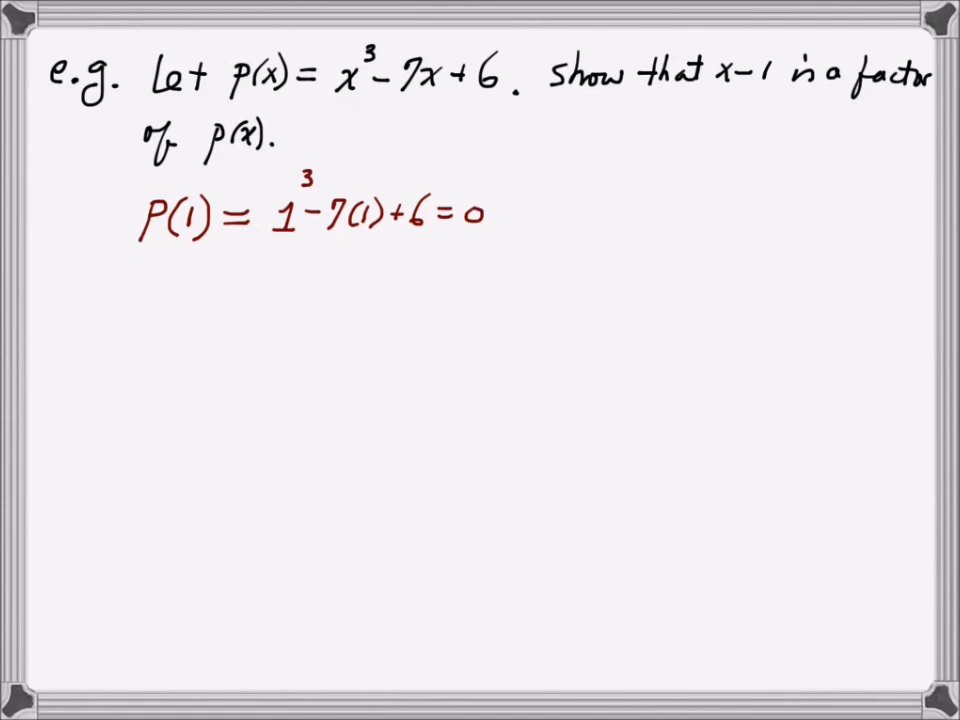 e.g. Let p(x) = x³ - 7x + 6 . show that x-1 is a factor
of p(x).
P(1) = 1³ - 7(1) + 6 = 0